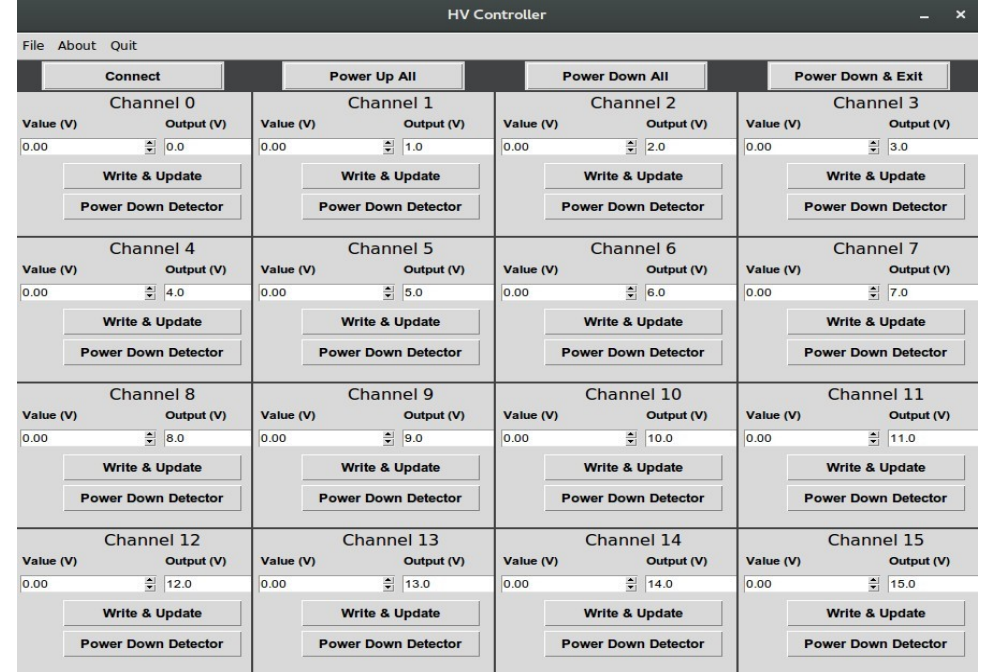 HV Controller
File About Quit
Connect Power Up All Power Down All Power Down & Exit
Channel 0 Channel 1 Channel 2 Channel 3
Value (V) Output (V) Value (V) Output (V) Value (V) Output (V) Value (V) Output (V)
0.00 0.0 0.00 1.0 0.00 2.0 0.00 3.0
Write & Update Write & Update Write & Update Write & Update
Power Down Detector Power Down Detector Power Down Detector Power Down Detector
Channel 4 Channel 5 Channel 6 Channel 7
Value (V) Output (V) Value (V) Output (V) Value (V) Output (V) Value (V) Output (V)
0.00 4.0 0.00 5.0 0.00 6.0 0.00 7.0
Write & Update Write & Update Write & Update Write & Update
Power Down Detector Power Down Detector Power Down Detector Power Down Detector
Channel 8 Channel 9 Channel 10 Channel 11
Value (V) Output (V) Value (V) Output (V) Value (V) Output (V) Value (V) Output (V)
0.00 8.0 0.00 9.0 0.00 10.0 0.00 11.0
Write & Update Write & Update Write & Update Write & Update
Power Down Detector Power Down Detector Power Down Detector Power Down Detector
Channel 12 Channel 13 Channel 14 Channel 15
Value (V) Output (V) Value (V) Output (V) Value (V) Output (V) Value (V) Output (V)
0.00 12.0 0.00 13.0 0.00 14.0 0.00 15.0
Write & Update Write & Update Write & Update Write & Update
Power Down Detector Power Down Detector Power Down Detector Power Down Detector